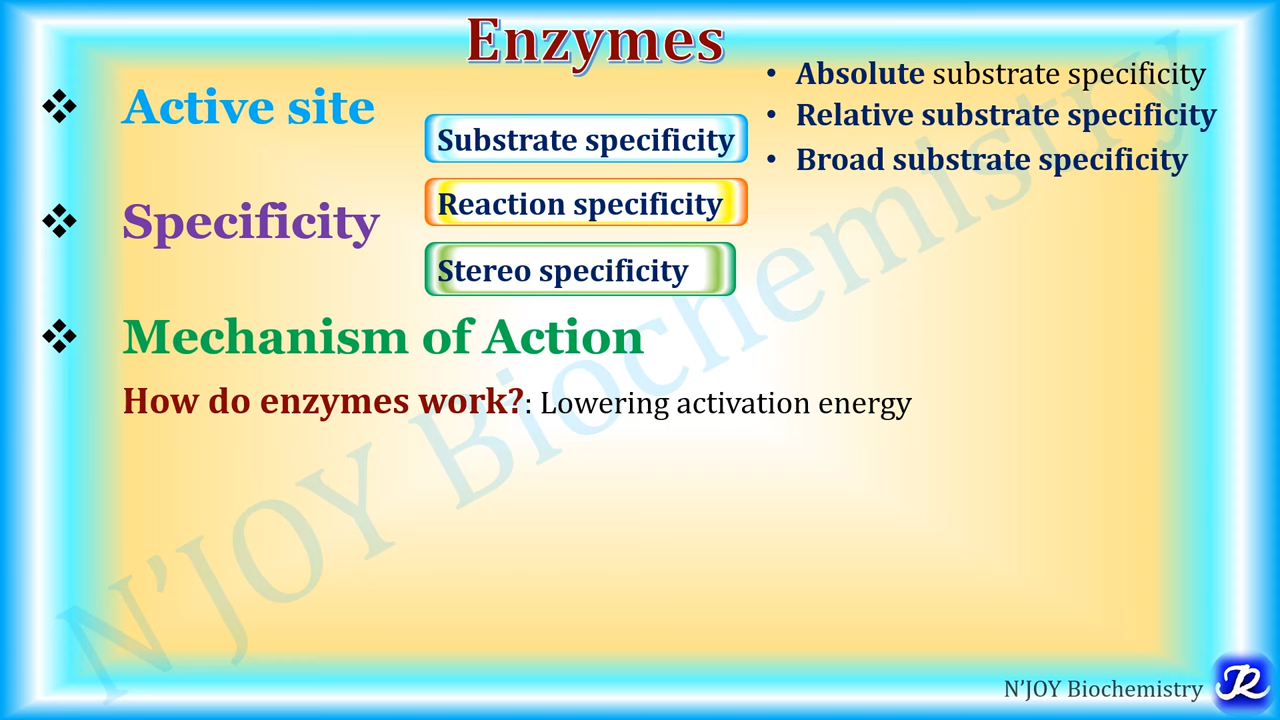 Enzymes
❖ Active site
Substrate specificity
• Absolute substrate specificity
• Relative substrate specificity
• Broad substrate specificity
❖ Specificity
Reaction specificity
Stereo specificity
❖ Mechanism of Action
How do enzymes work?: Lowering activation energy
N'JOY Biochemistry
N'JOY Biochemistry
JR